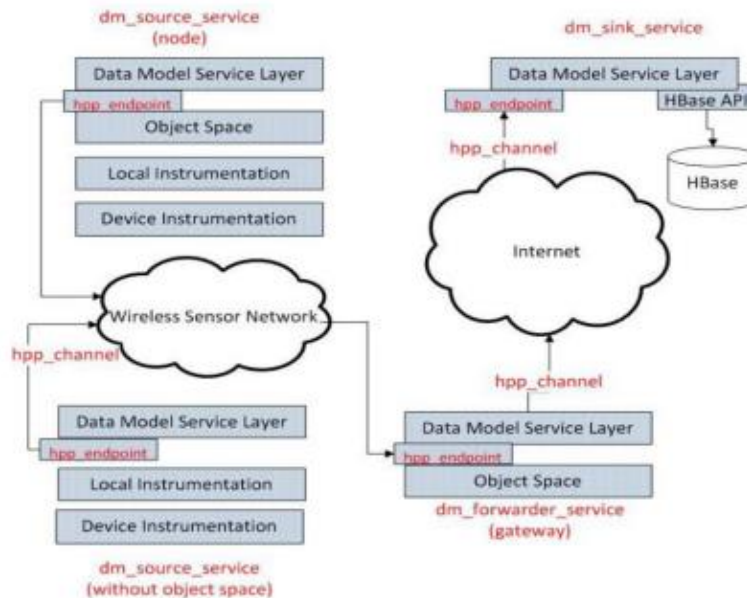 dm_source_service
(node)
Data Model Service Layer
hpp_endpoint
Object Space
Local Instrumentation
Device Instrumentation
Wireless Sensor Network
hpp_channel
Data Model Service Layer
hpp_endpoint
Local Instrumentation
Device Instrumentation
dm_source_service
(without object space)
dm_sink_service
Data Model Service Layer
hpp_endpoint
HBase API
hpp_channel
HBase
Internet
hpp_channel
Data Model Service Layer
hpp_endpoint
Object Space
dm_forwarder_service
(gateway)